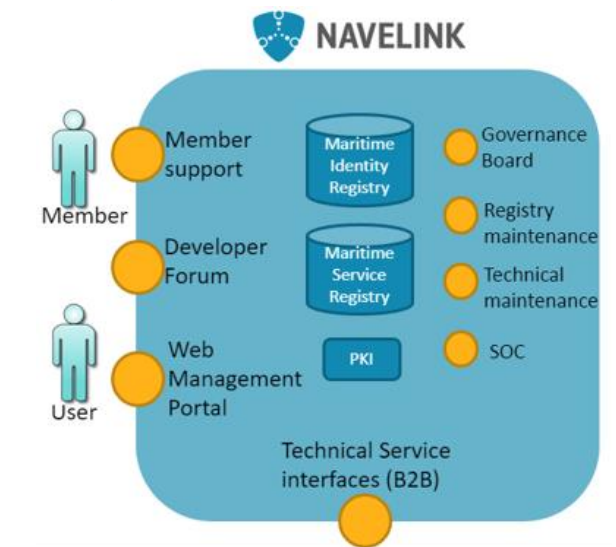 NAVELINK
Member
support
Member
Developer
Forum
Web
Management
Portal
User
Maritime
Identity
Registry
Maritime
Service
Registry
PKI
Governance
Board
Registry
maintenance
Technical
maintenance
SOC
Technical Service
interfaces (B2B)